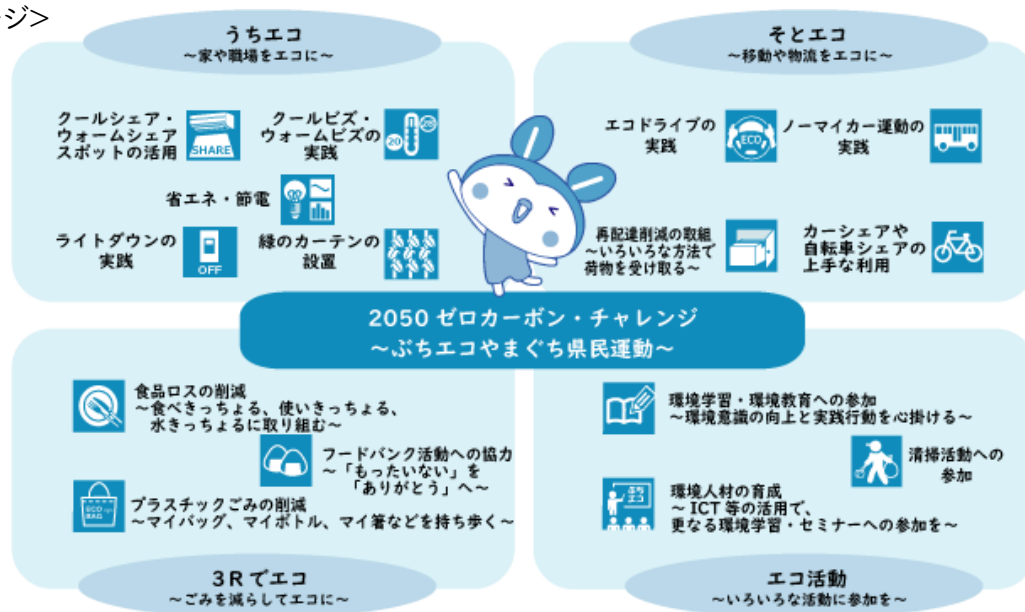 ジ>
うちエコ
～家や職場をエコに～
クールシェア・
ウォームシェア
スポットの活用
SHARE
クールビズ・
ウォームビズの
実践
20
28
省エネ・節電
ライトダウンの
実践
OFF
緑のカーテンの
設置
そとエコ
～移動や物流をエコに～
エコドライブの
実践
ECO
ノーマイカー運動の
実践
再配達削減の取組
～いろいろな方法で
荷物を受け取る～
カーシェアや
自転車シェアの
上手な利用
2050 ゼロカーボン・チャレンジ
～ぶちエコやまぐち県民運動～
食品ロスの削減
～食べきっちょる、使いきっちょる、
水きっちょるに取り組む～
フードバンク活動への協力
～「もったいない」を
「ありがとう」へ～
ECO
BAG
プラスチックごみの削減
～マイバッグ、マイボトル、マイ箸などを持ち歩く～
3R でエコ
～ごみを減らしてエコに～
環境学習・環境教育への参加
～環境意識の向上と実践行動を心掛ける～
清掃活動への
参加
ぶち
エコ
環境人材の育成
～ ICT 等の活用で、
更なる環境学習・セミナーへの参加を～
エコ活動
～いろいろな活動に参加を～